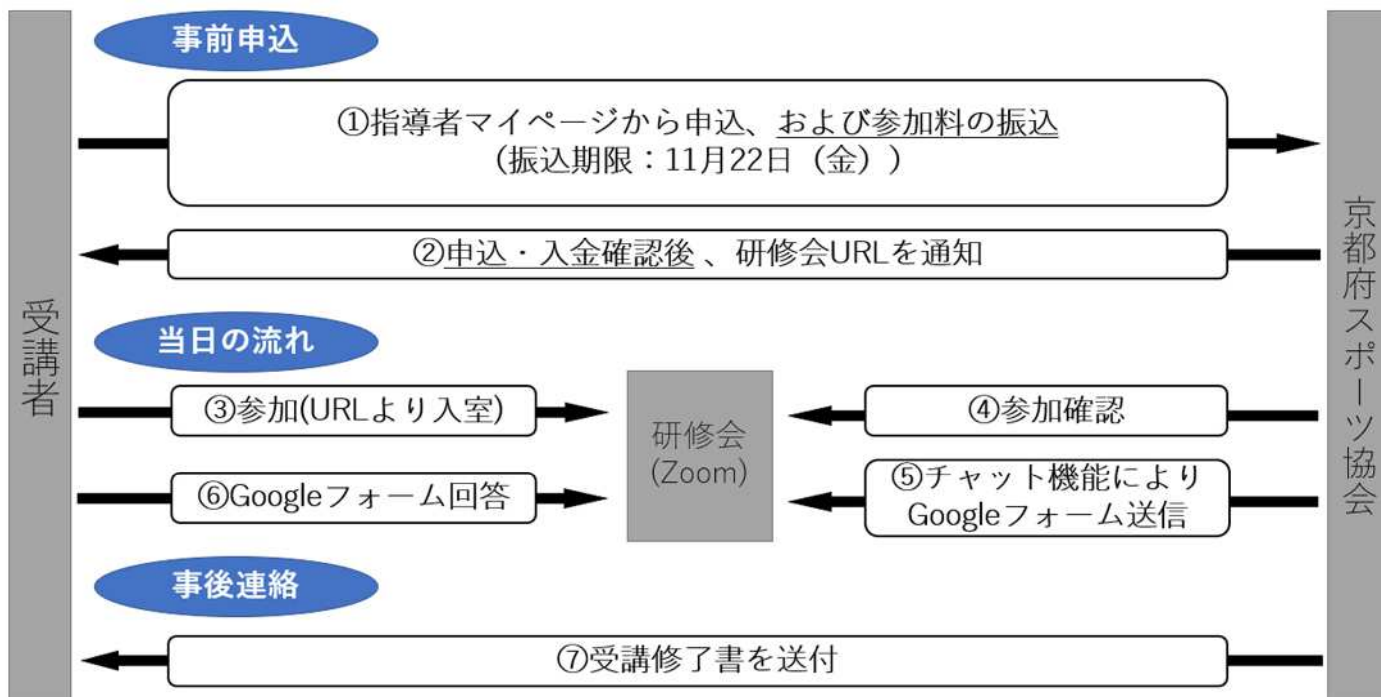 事前申込
①指導者マイページから申込、および参加料の振込
(振込期限：11月22日（金）)
②申込・入金確認後 、研修会URLを通知
受講者
京都府スポーツ協会
当日の流れ
③参加(URLより入室)
④参加確認
研修会
(Zoom)
⑥Googleフォーム回答
⑤チャット機能により
Googleフォーム送信
事後連絡
⑦受講修了書を送付